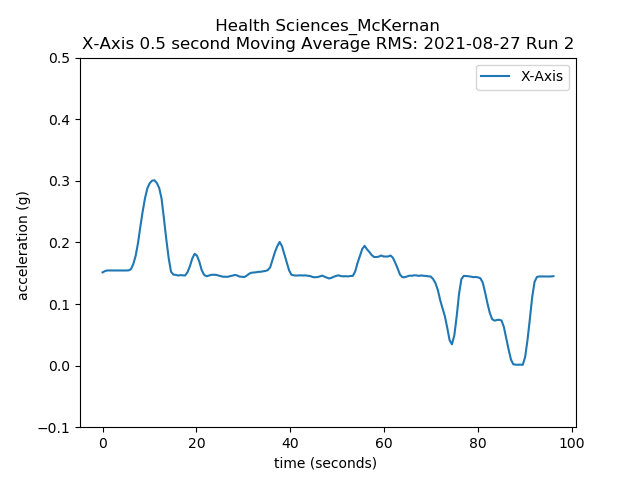 Health Sciences_McKernan
X-Axis 0.5 second Moving Average RMS: 2021-08-27 Run 2
X-Axis
0.5
0.4
0.3
0.2
0.1
0.0
−0.1
acceleration (g)
0 20 40 60 80 100
time (seconds)